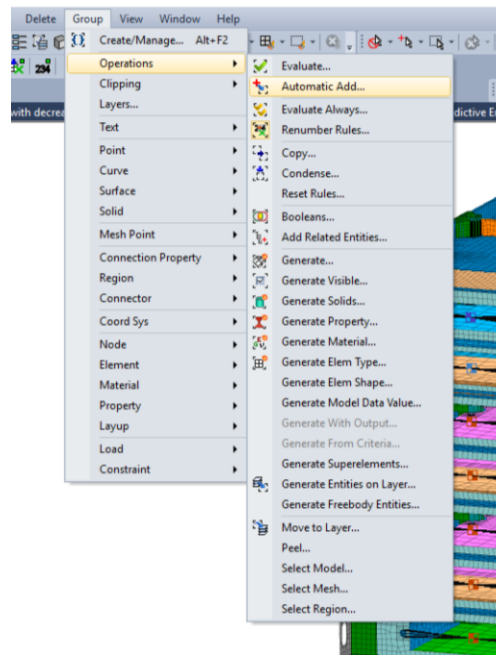 Delete Group View Window Help
Create/Manage... Alt+F2
Operations
Clipping
Layers...
Text
Point
Curve
Surface
Solid
Mesh Point
Connection Property
Region
Connector
Coord Sys
Node
Element
Material
Property
Layup
Load
Constraint
Evaluate...
Automatic Add...
Evaluate Always...
Renumber Rules...
Copy...
Condense...
Reset Rules...
Booleans...
Add Related Entities...
Generate...
Generate Visible...
Generate Solids...
Generate Property...
Generate Material...
Generate Elem Type...
Generate Elem Shape...
Generate Model Data Value...
Generate With Output...
Generate From Criteria...
Generate Superelements...
Generate Entities on Layer...
Generate Freebody Entities...
Move to Layer...
Peel...
Select Model...
Select Mesh...
Select Region...
234
with decrea
dictive En